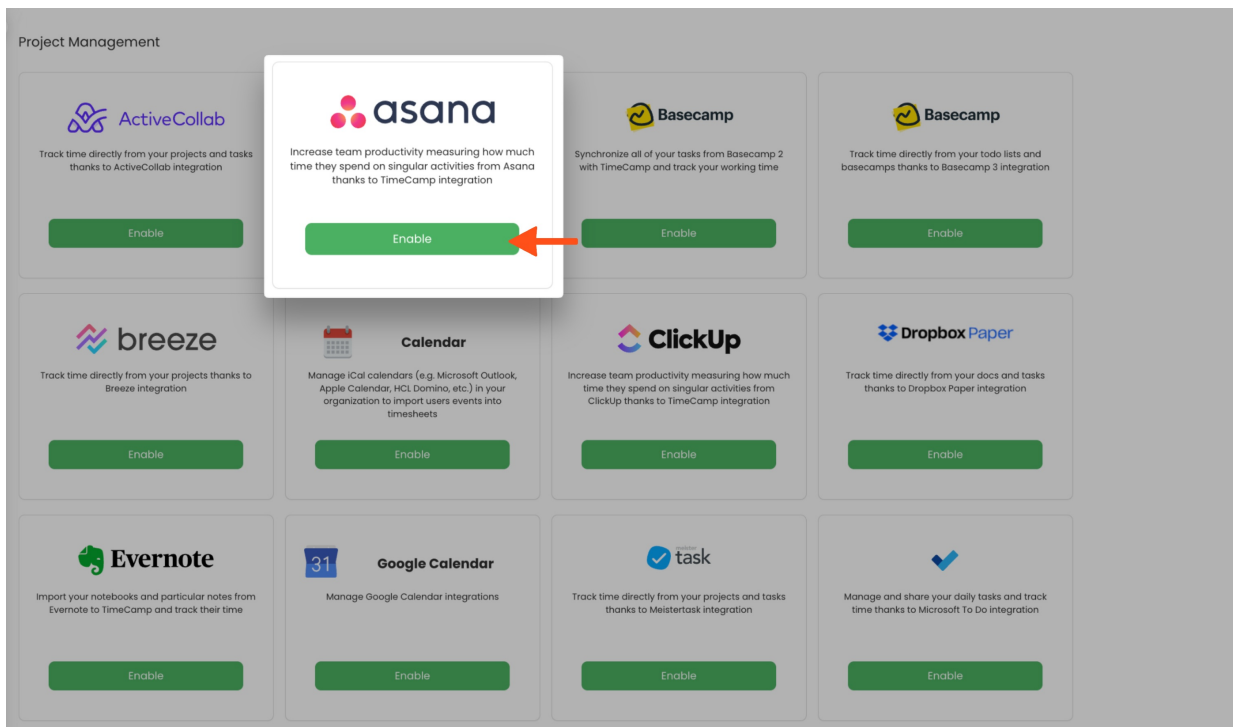 Project Management
ActiveCollab
Track time directly from your projects and tasks
thanks to ActiveCollab integration
Enable
asana
Increase team productivity measuring how much
time they spend on singular activities from Asana
thanks to TimeCamp integration
Enable
Basecamp
Synchronize all of your tasks from Basecamp 2
with TimeCamp and track your working time
Enable
Basecamp
Track time directly from your todo lists and
basecamps thanks to Basecamp 3 integration
Enable
breeze
Track time directly from your projects thanks to
Breeze integration
Enable
Calendar
Manage iCal calendars (e.g. Microsoft Outlook,
Apple Calendar, HCL Domino, etc.) in your
organization to import users events into
timesheets
Enable
ClickUp
Increase team productivity measuring how much
time they spend on singular activities from
ClickUp thanks to TimeCamp integration
Enable
Dropbox Paper
Track time directly from your docs and tasks
thanks to Dropbox Paper integration
Enable
Evernote
Import your notebooks and particular notes from
Evernote to TimeCamp and track their time
Enable
31
Google Calendar
Manage Google Calendar integrations
Enable
meister
task
Track time directly from your projects and tasks
thanks to Meistertask integration
Enable
Manage and share your daily tasks and track
time thanks to Microsoft To Do integration
Enable